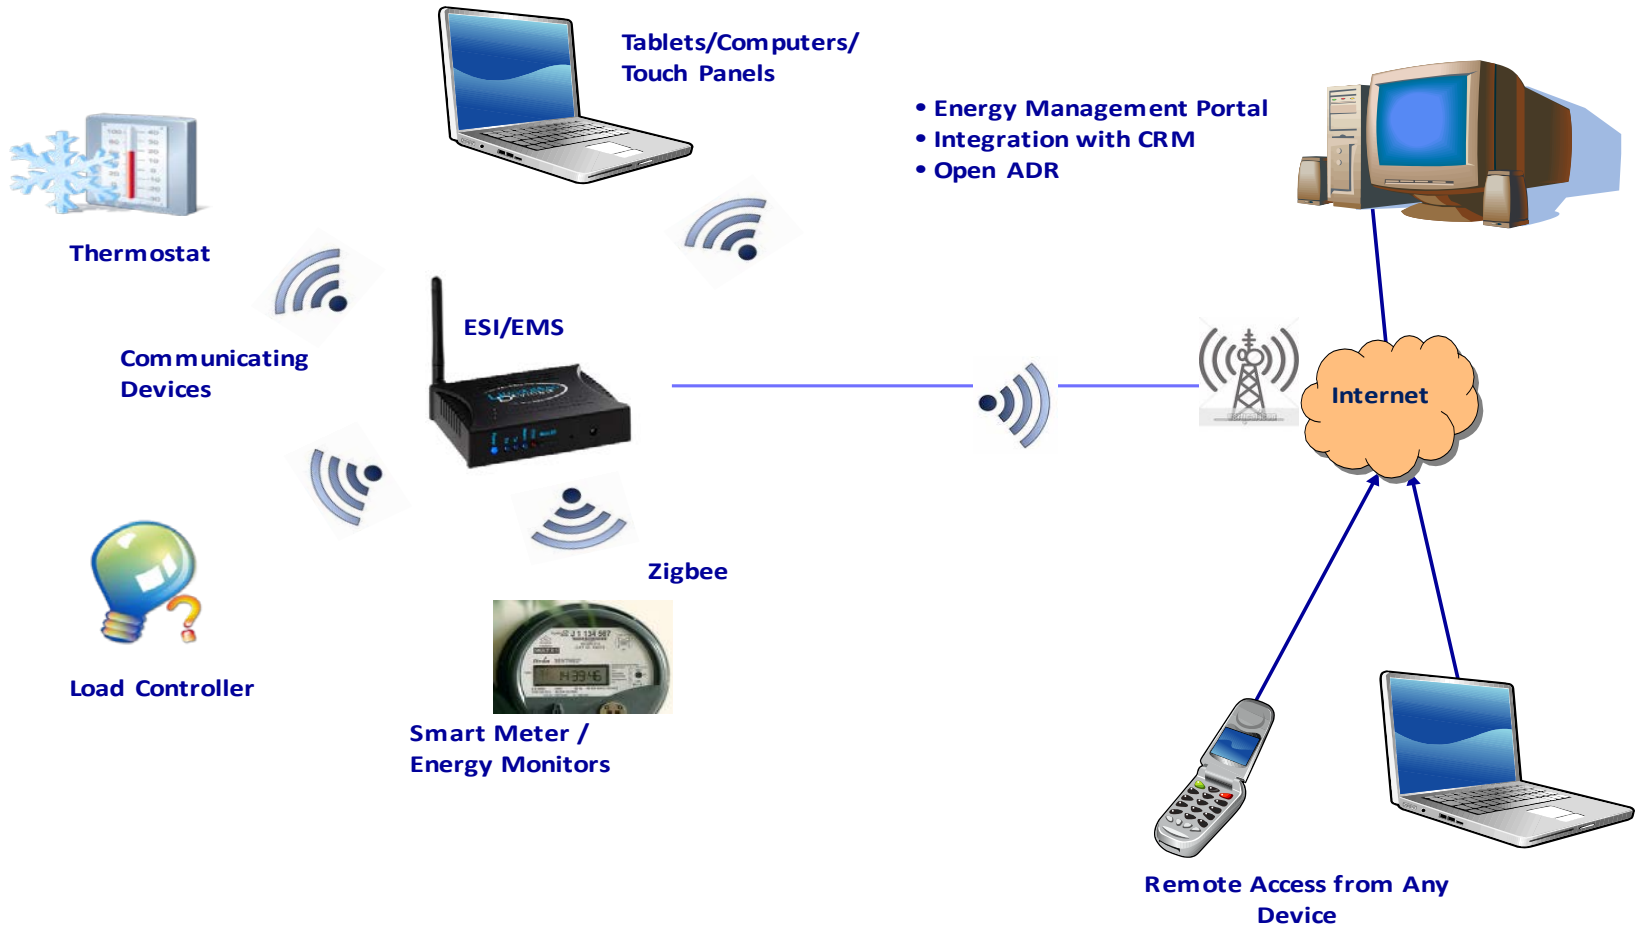 Tablets/Computers/
Touch Panels
• Energy Management Portal
• Integration with CRM
• Open ADR
Thermostat
ESI/EMS
Communicating
Devices
Internet
Zigbee
Load Controller
Smart Meter /
Energy Monitors
Remote Access from Any
Device